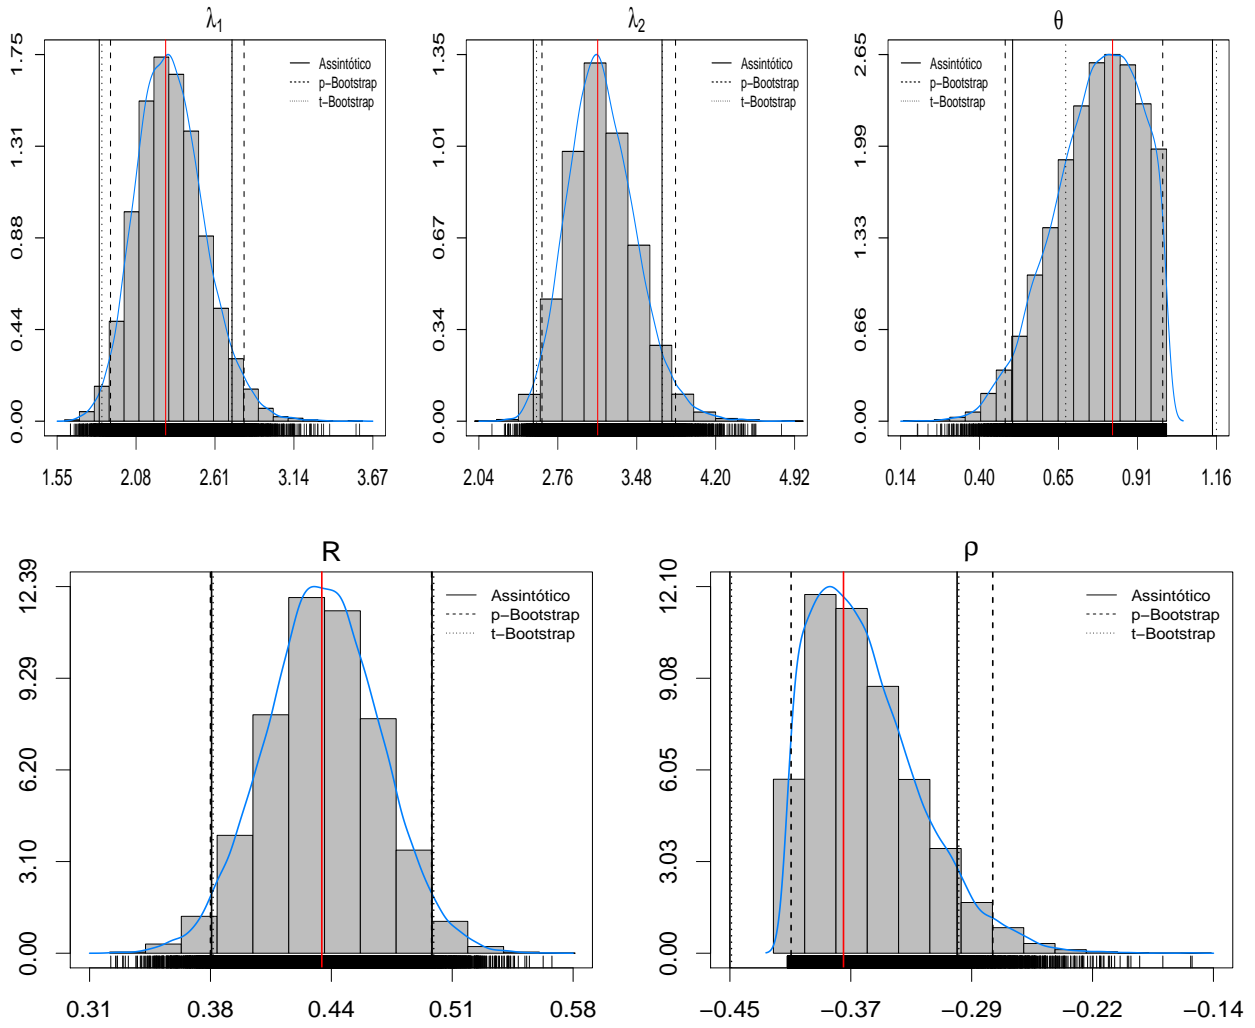 λ1
1.75
1.31
0.88
0.44
0.00
Assintótico
p−Bootstrap
t−Bootstrap
1.55 2.08 2.61 3.14 3.67
λ2
1.35
1.01
0.67
0.34
0.00
Assintótico
p−Bootstrap
t−Bootstrap
2.04 2.76 3.48 4.20 4.92
θ
2.65
1.99
1.33
0.66
0.00
Assintótico
p−Bootstrap
t−Bootstrap
0.14 0.40 0.65 0.91 1.16
R
12.39
9.29
6.20
3.10
0.00
Assintótico
p−Bootstrap
t−Bootstrap
0.31 0.38 0.44 0.51 0.58
ρ
12.10
9.08
6.05
3.03
0.00
Assintótico
p−Bootstrap
t−Bootstrap
−0.45 −0.37 −0.29 −0.22 −0.14